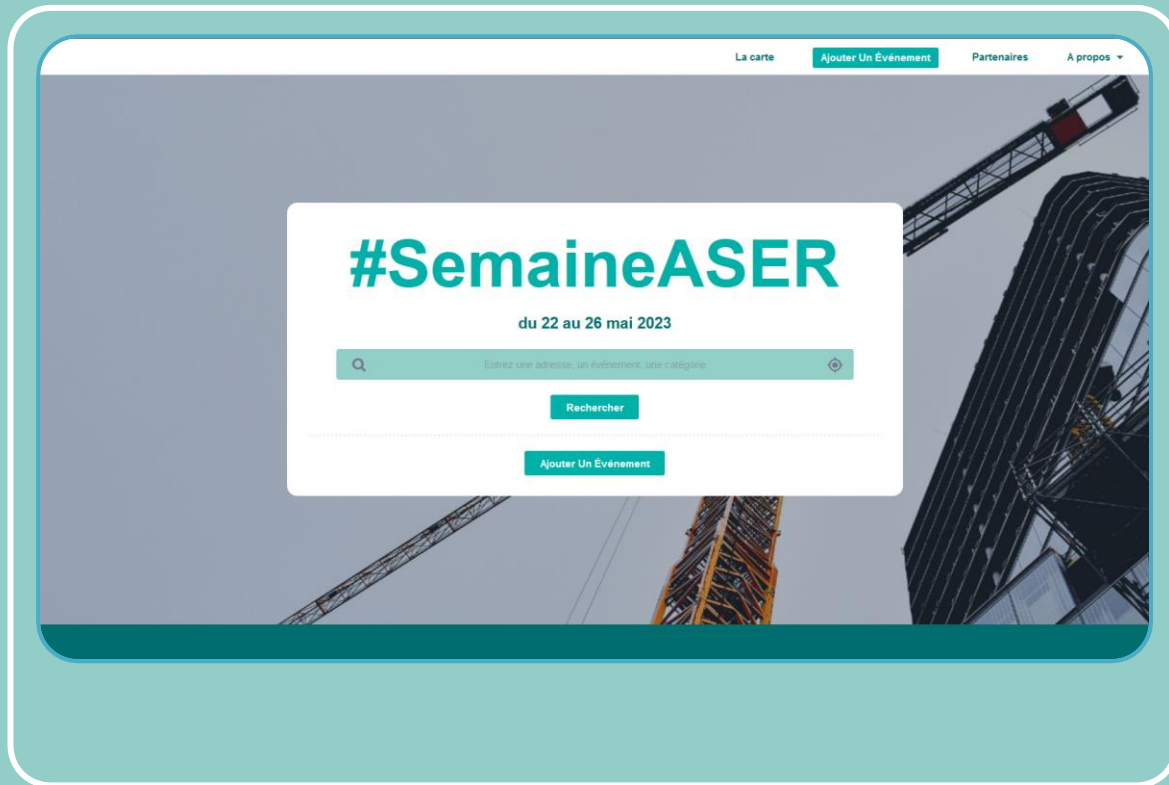 La carte
Ajouter Un Événement
Partenaires
A propos
#SemaineASER
du 22 au 26 mai 2023
Entrez une adresse, un événement, une catégorie
Rechercher
Ajouter Un Événement